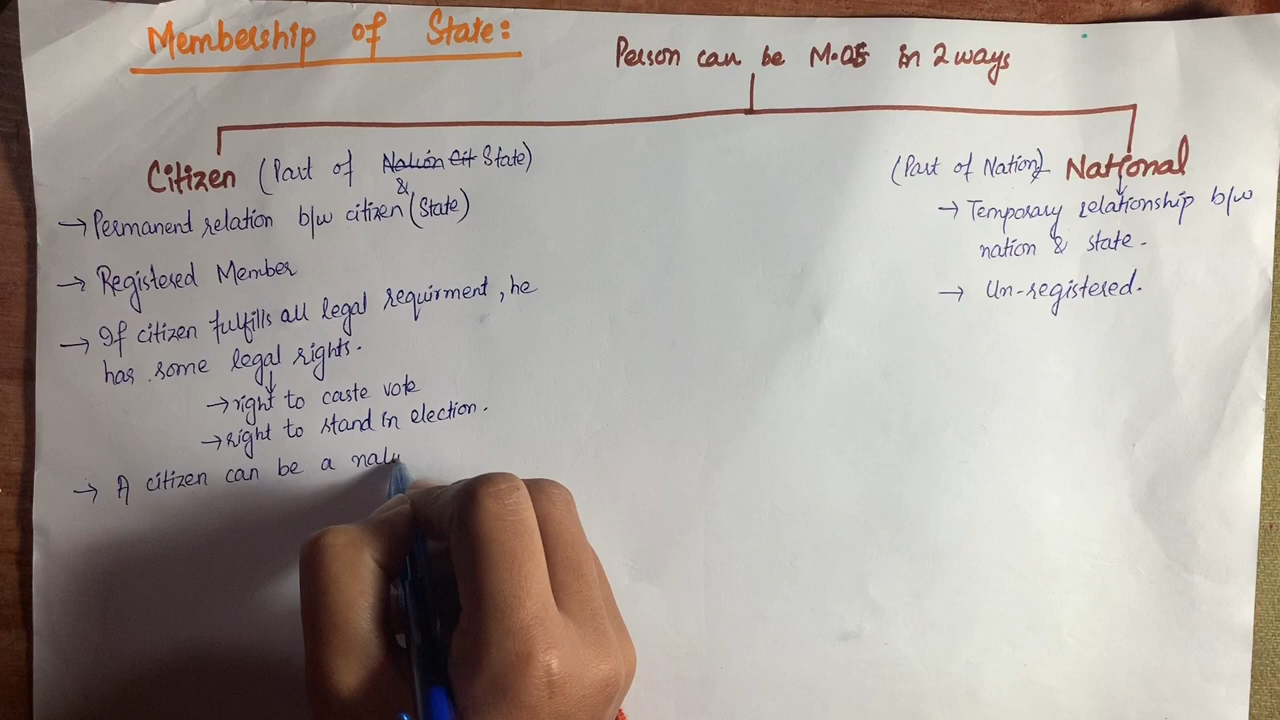 Membership of State:
Person can be M.OS in 2 ways
Citizen (Part of Nation Cit State)
&
→ Permanent relation b/w citizen (State)
→ Registered Member
→ If citizen fulfills all legal requirment, he
has some legal rights.
→ right to caste vote
→ right to stand in election.
→ A citizen can be a
(Part of Nation) National
→ Temporary relationship b/w
nation & state.
→ Un-registered.